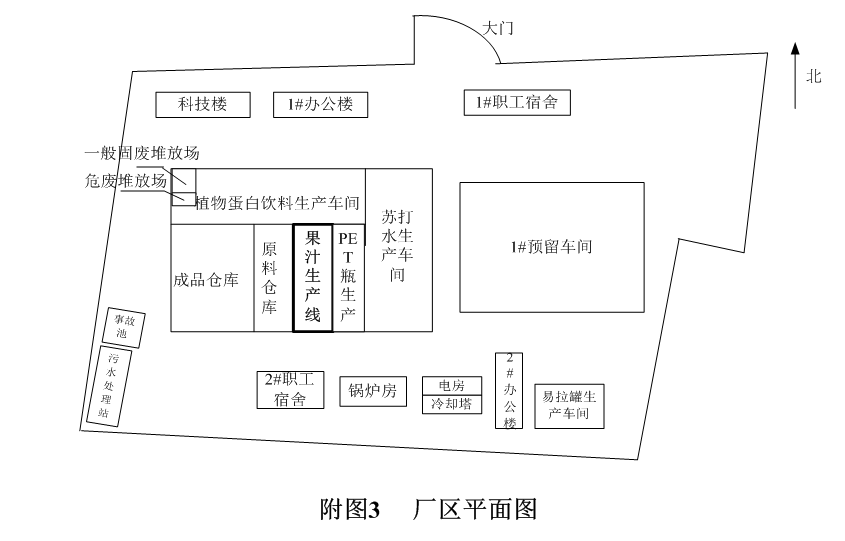 大门
北
科技楼
1#办公楼
1#职工宿舍
一般固废堆放场
危废堆放场
植物蛋白饮料生产车间
苏打
水生
产车
间
1#预留车间
成品仓库
原
料
仓
库
果
汁
生
产
线
PE
T
瓶
生
产
事故
池
污
水
处
理
站
2#职工
宿舍
锅炉房
电房
冷却塔
2
#
办
公
楼
易拉罐生
产车间
附图3 厂区平面图